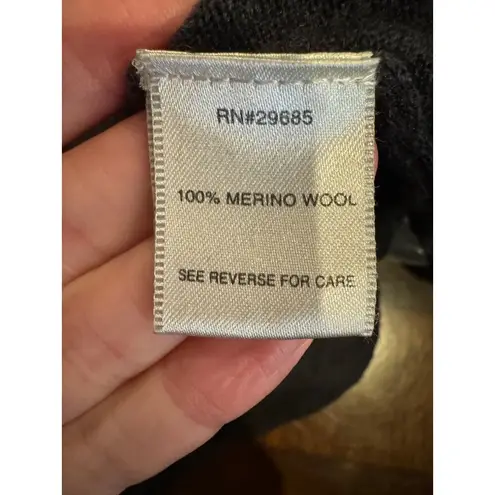 RN#29685
100% MERINO WOOL
SEE REVERSE FOR CARE